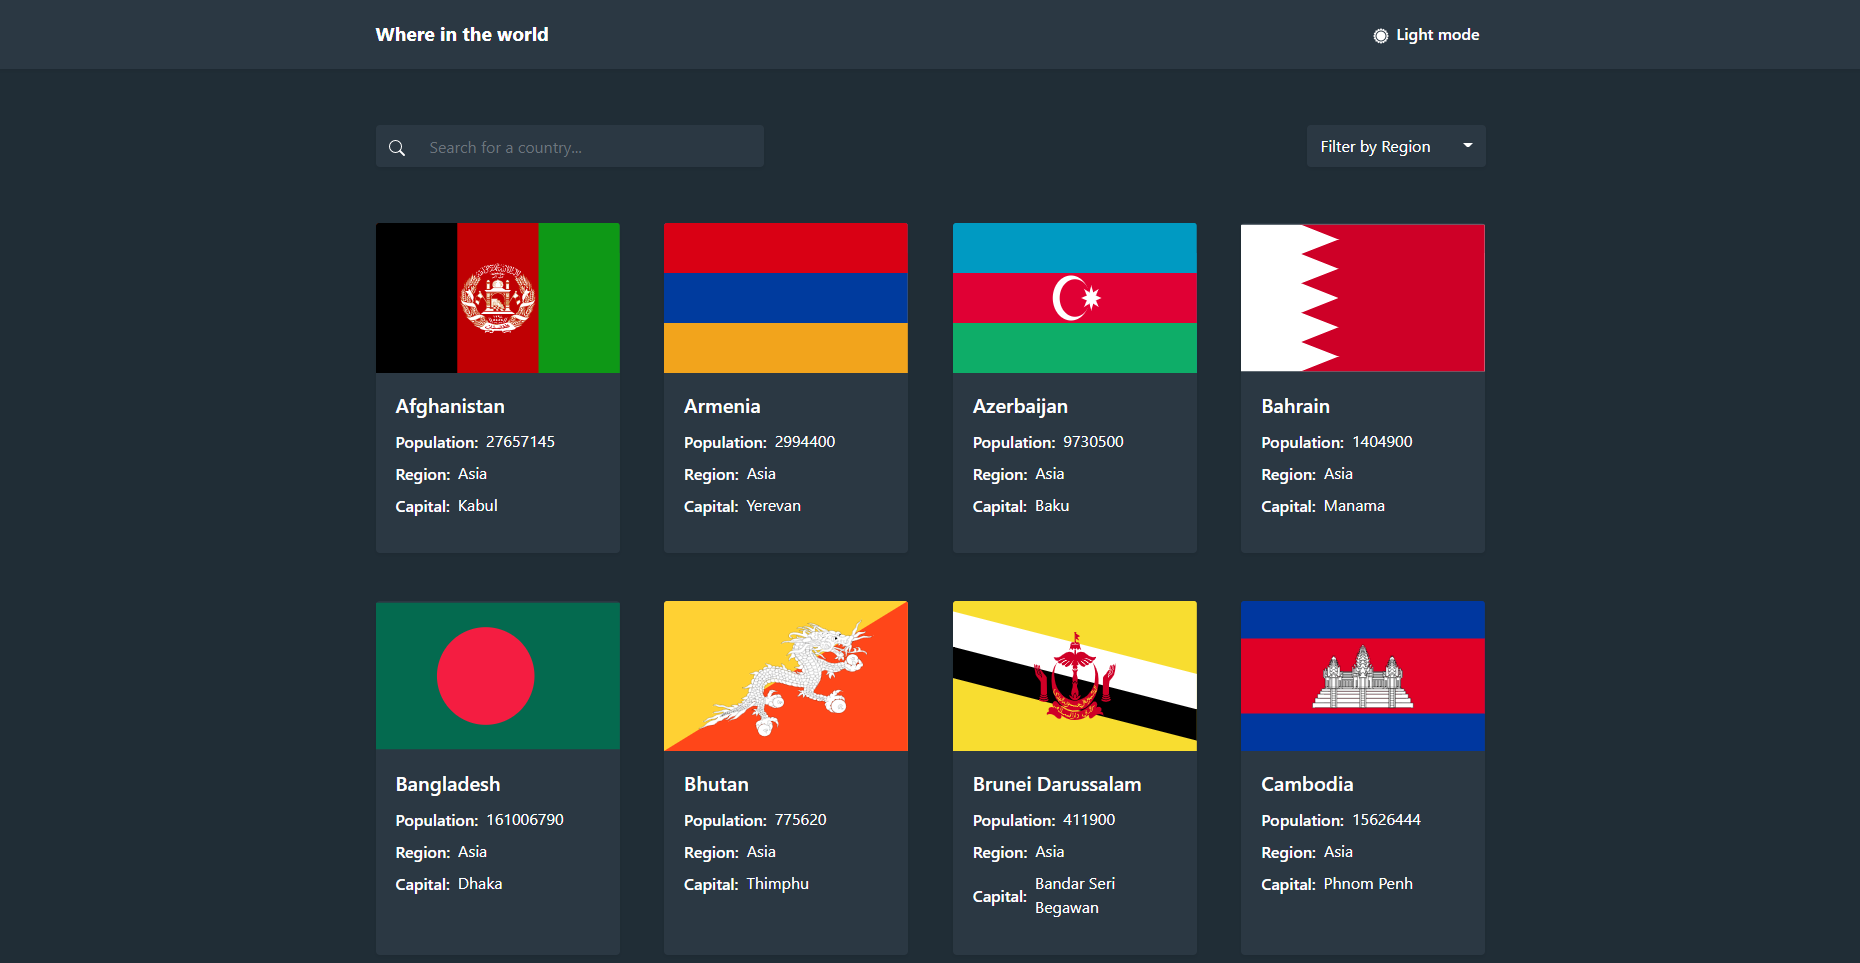 Where in the world
Light mode
Search for a country...
Filter by Region
Afghanistan
Population: 27657145
Region: Asia
Capital: Kabul
Armenia
Population: 2994400
Region: Asia
Capital: Yerevan
Azerbaijan
Population: 9730500
Region: Asia
Capital: Baku
Bahrain
Population: 1404900
Region: Asia
Capital: Manama
Bangladesh
Population: 161006790
Region: Asia
Capital: Dhaka
Bhutan
Population: 775620
Region: Asia
Capital: Thimphu
Brunei Darussalam
Population: 411900
Region: Asia
Capital: Bandar Seri
Begawan
Cambodia
Population: 15626444
Region: Asia
Capital: Phnom Penh